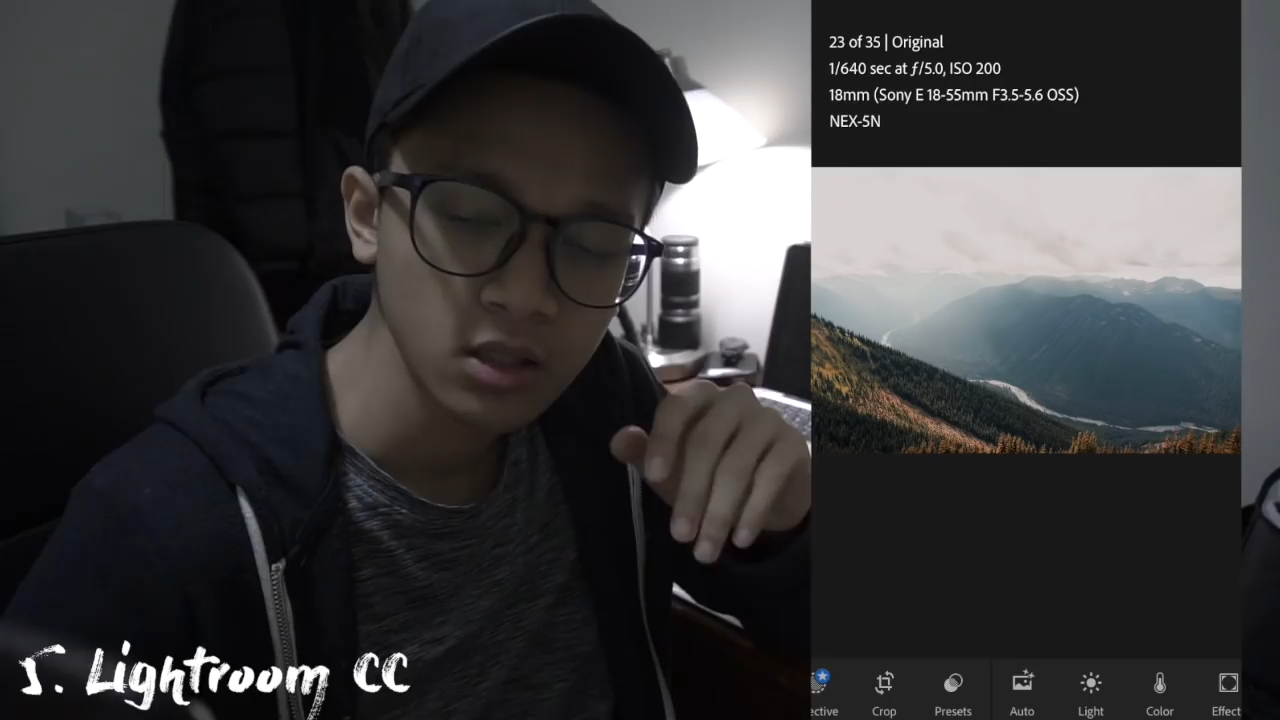 23 of 35 | Original
1/640 sec at ƒ/5.0, ISO 200
18mm (Sony E 18-55mm F3.5-5.6 OSS)
NEX-5N
5. Lightroom CC
ective Crop Presets Auto Light Color Effect